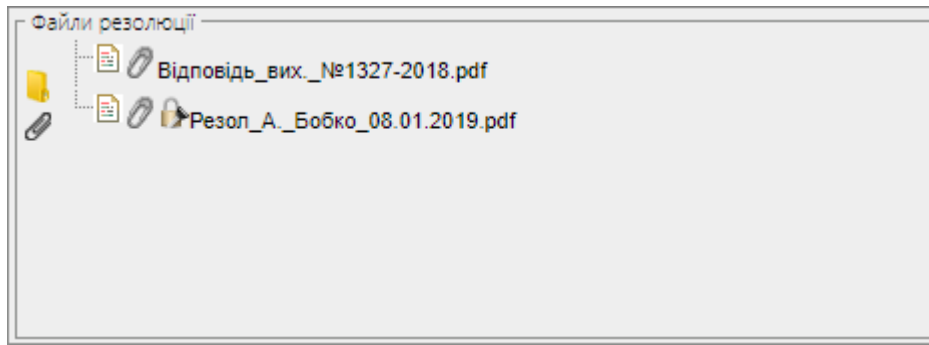 Файли резолюції
Відповідь_вих._№1327-2018.pdf
Резол_А._Бобко_08.01.2019.pdf